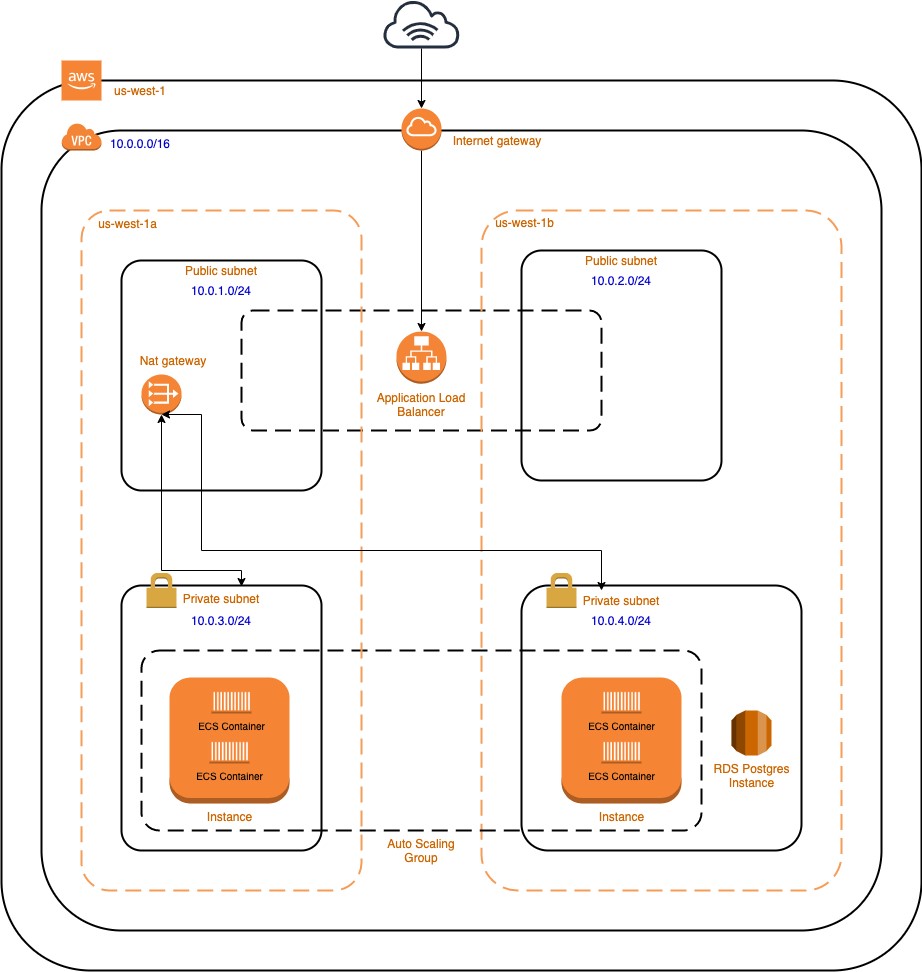 aws
us-west-1
VPC
10.0.0.0/16
Internet gateway
us-west-1a
us-west-1b
Public subnet
10.0.1.0/24
Public subnet
10.0.2.0/24
Nat gateway
Application Load
Balancer
Private subnet
10.0.3.0/24
Private subnet
10.0.4.0/24
ECS Container
ECS Container
Instance
ECS Container
ECS Container
Instance
RDS Postgres
Instance
Auto Scaling
Group